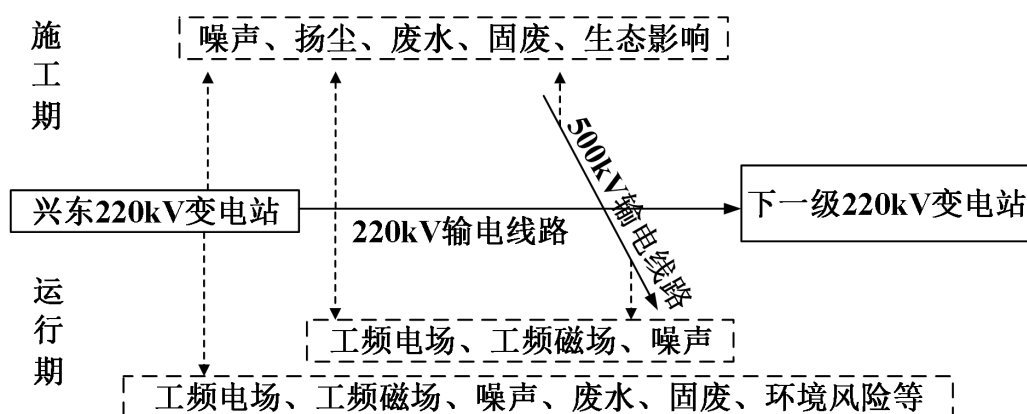 施工期
噪声、扬尘、废水、固废、生态影响
500kV输电线路
兴东220kV变电站
220kV输电线路
下一级220kV变电站
运行期
工频电场、工频磁场、噪声
工频电场、工频磁场、噪声、废水、固废、环境风险等